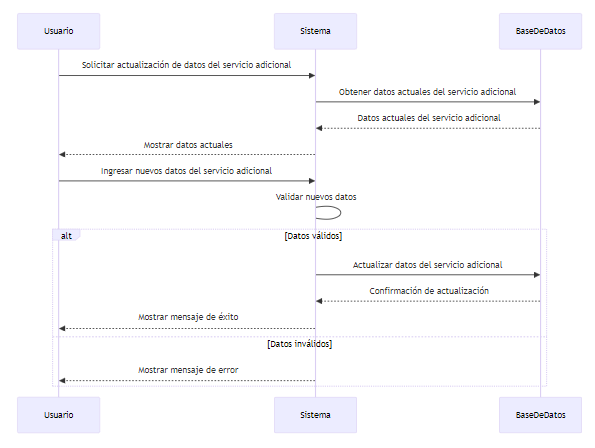 Usuario
Sistema
BaseDeDatos
Solicitar actualización de datos del servicio adicional
Obtener datos actuales del servicio adicional
Datos actuales del servicio adicional
Mostrar datos actuales
Ingresar nuevos datos del servicio adicional
Validar nuevos datos
alt
[Datos válidos]
Actualizar datos del servicio adicional
Confirmación de actualización
Mostrar mensaje de éxito
[Datos inválidos]
Mostrar mensaje de error
Usuario
Sistema
BaseDeDatos